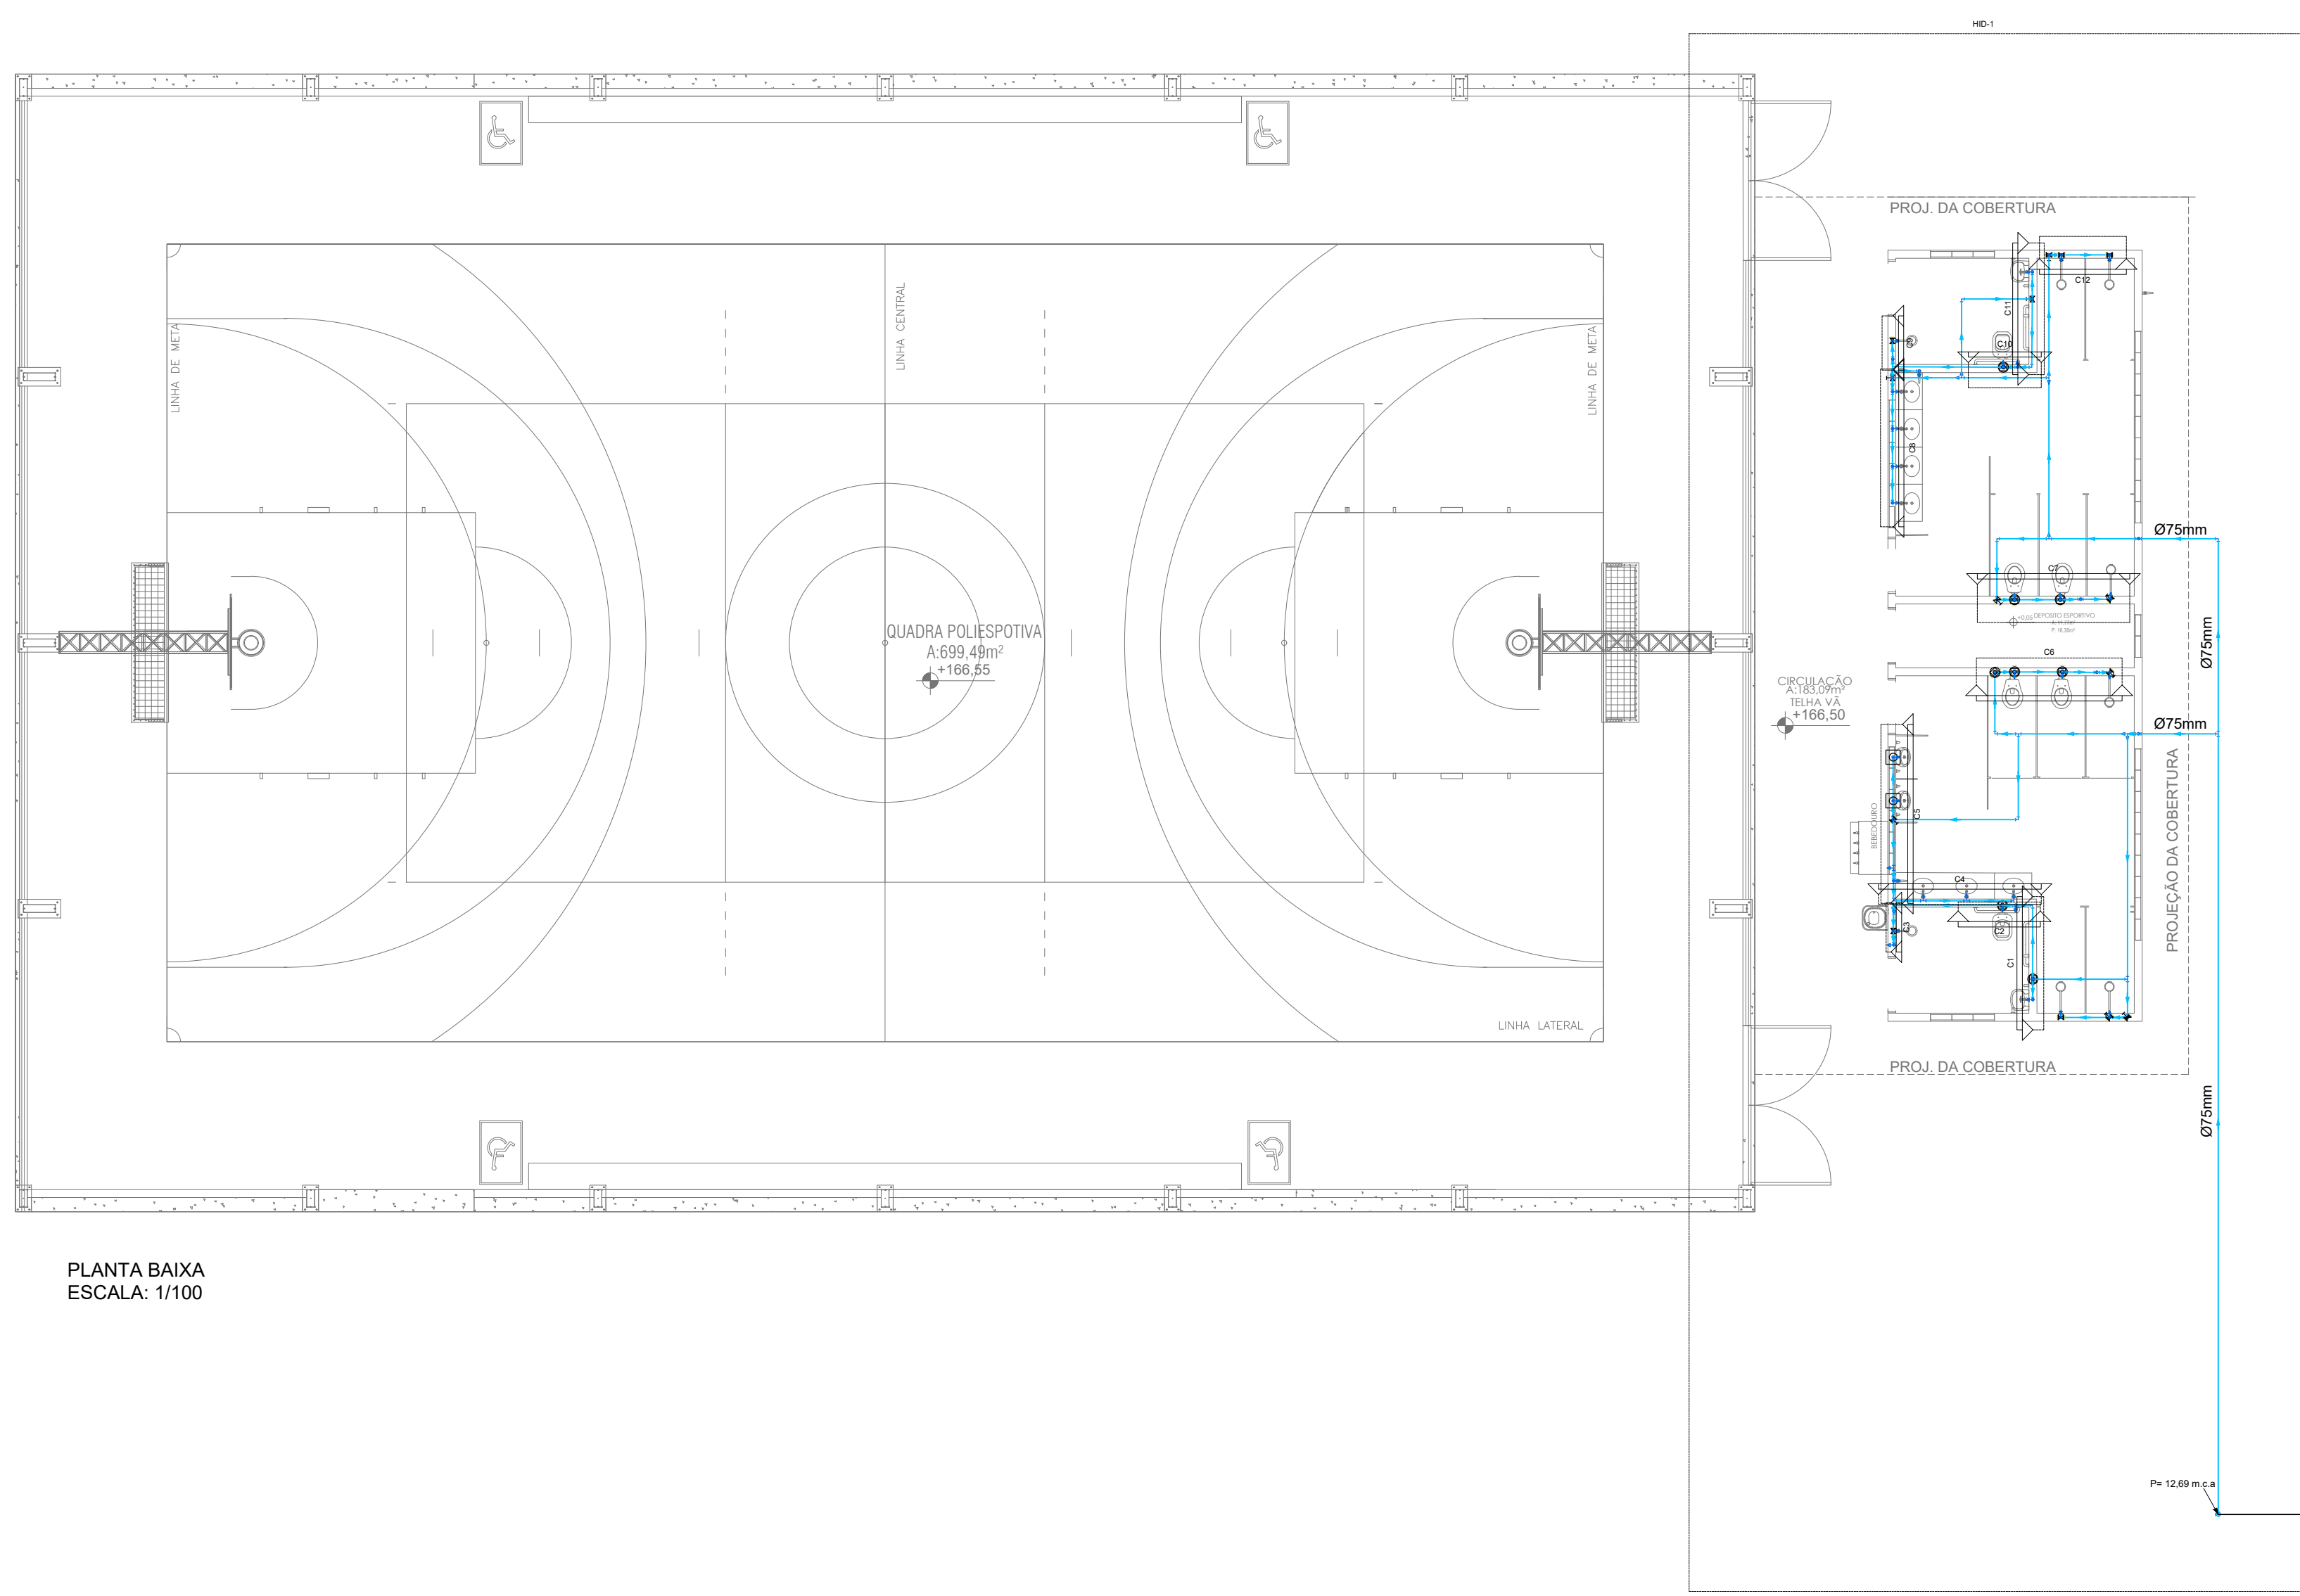 HID-1
PROJ. DA COBERTURA
C12
C11
C10
C9
C8
LINHA DE META
LINHA CENTRAL
LINHA DE META
Ø75mm
C7
+0,05
DEPOSITO ESPORTIVO
QUADRA POLIESPOTIVA
A:699,49m²
+166,55
Ø75mm
C6
CIRCULAÇÃO
A:183,09m²
TELHA VÃ
+166,50
Ø75mm
C5
BEBEDOURO
PROJEÇÃO DA COBERTURA
C4
C3
C2
C1
LINHA LATERAL
PROJ. DA COBERTURA
Ø75mm
PLANTA BAIXA
ESCALA: 1/100
P= 12,69 m.c.a